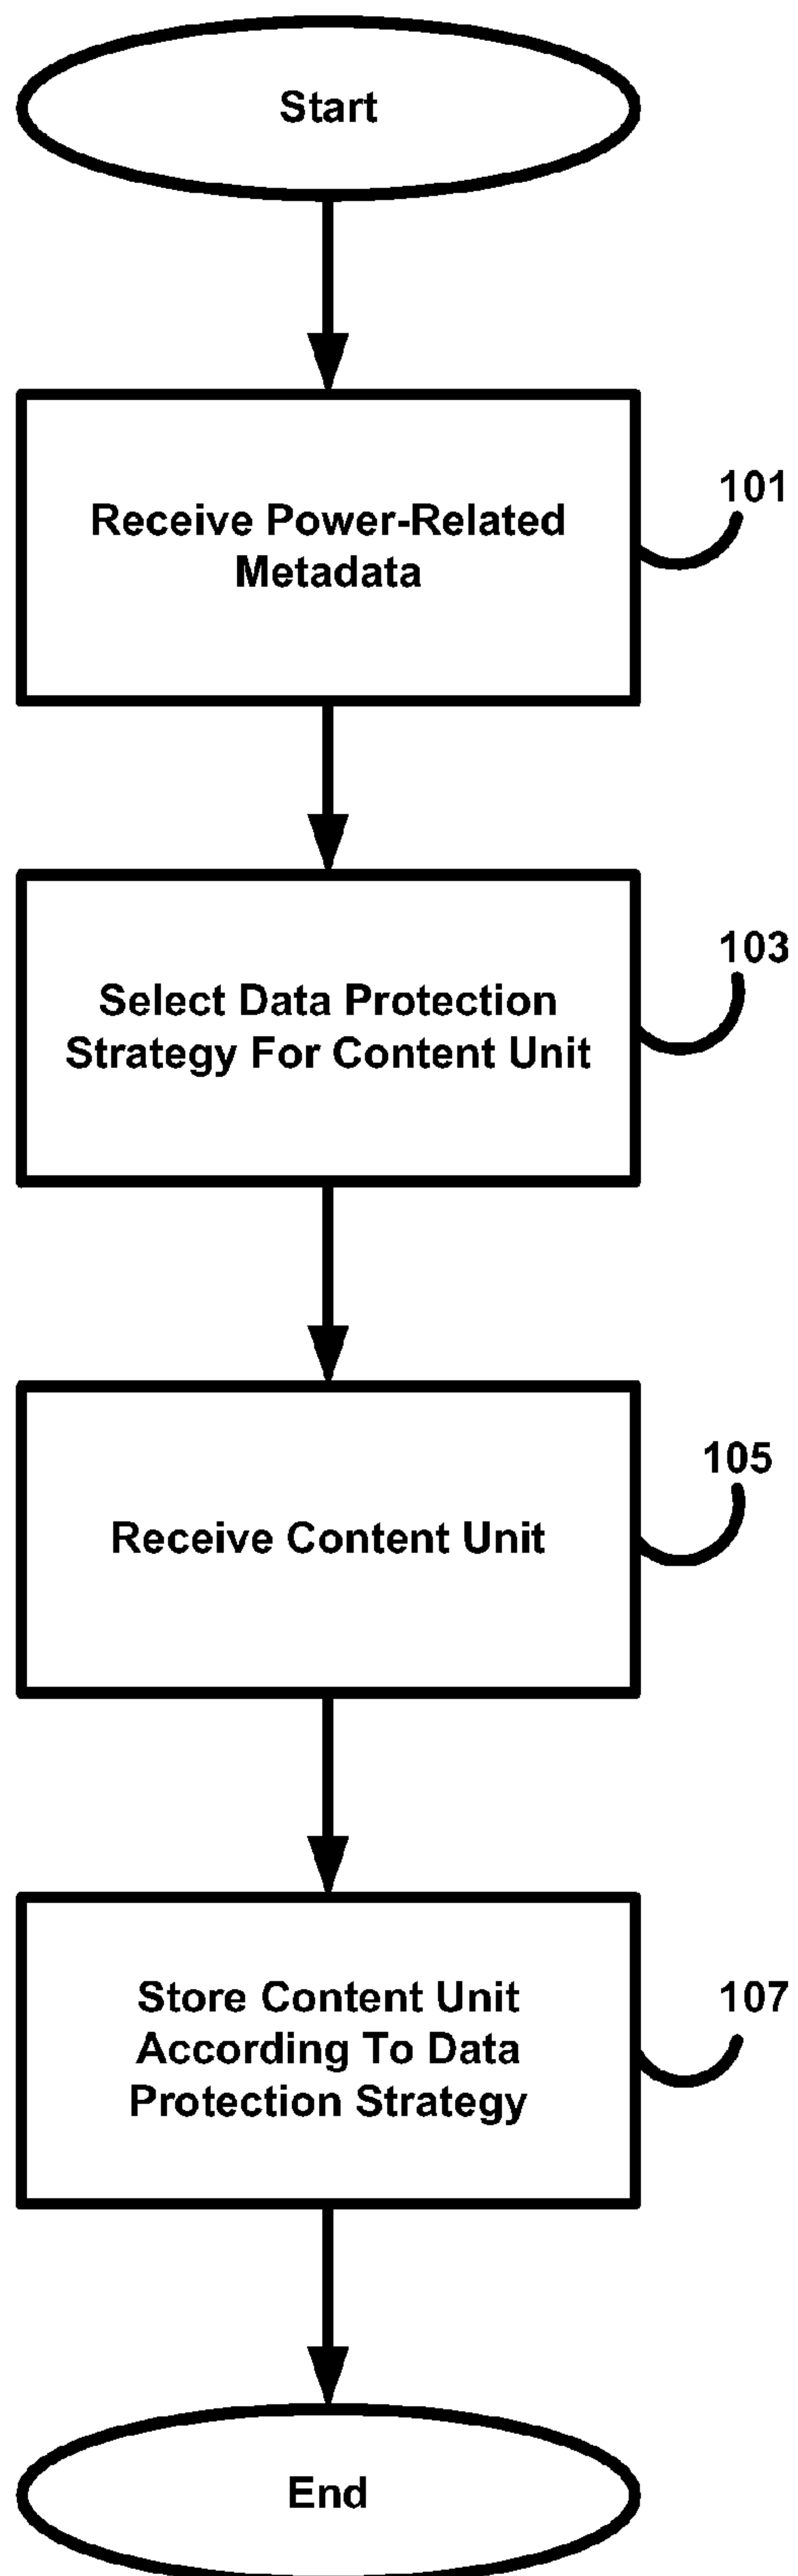 Start
Receive Power-Related
Metadata
101
Select Data Protection
Strategy For Content Unit
103
Receive Content Unit
105
Store Content Unit
According To Data
Protection Strategy
107
End